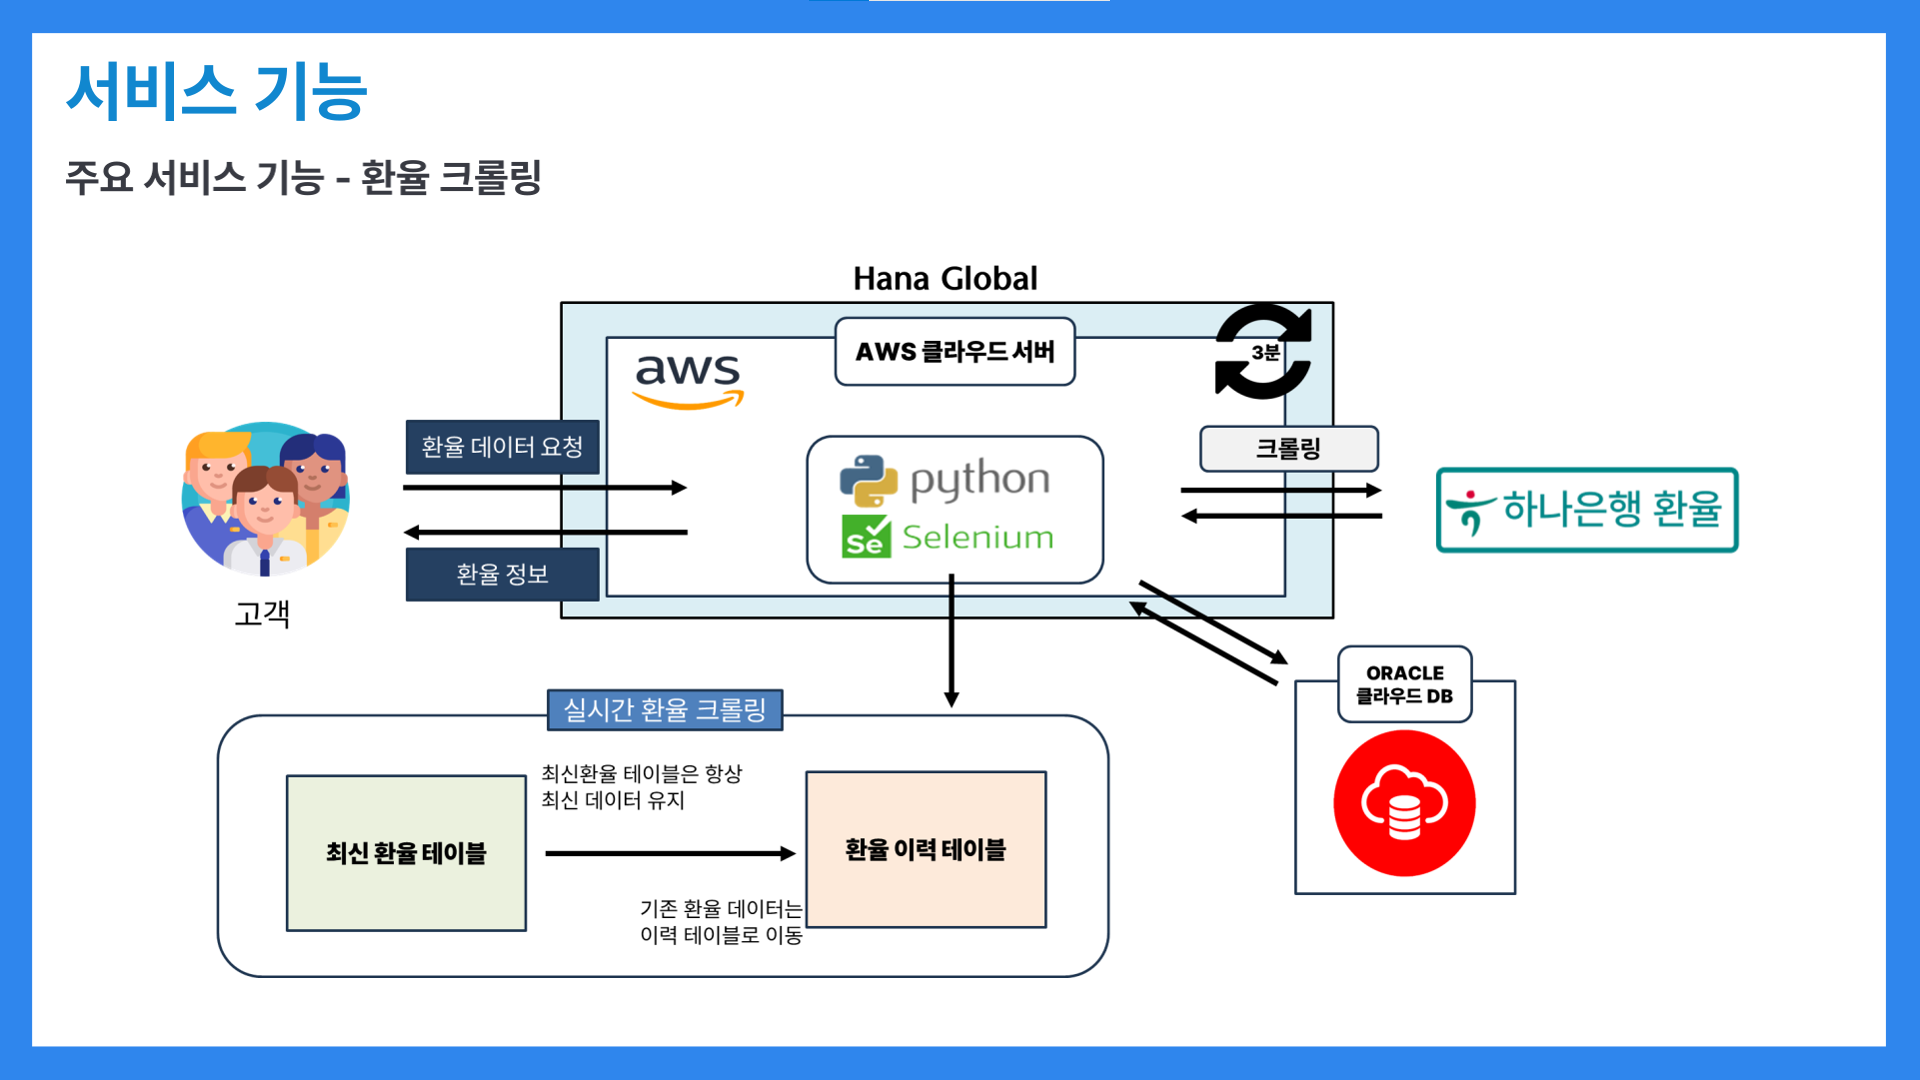 서비스 기능
주요 서비스 기능 - 환율 크롤링
Hana Global
AWS 클라우드 서버
3분
aws
환율 데이터 요청
크롤링
python
Selenium
Se
하나은행 환율
환율 정보
고객
ORACLE
클라우드 DB
실시간 환율 크롤링
최신환율 테이블은 항상
최신 데이터 유지
최신 환율 테이블
환율 이력 테이블
기존 환율 데이터는
이력 테이블로 이동